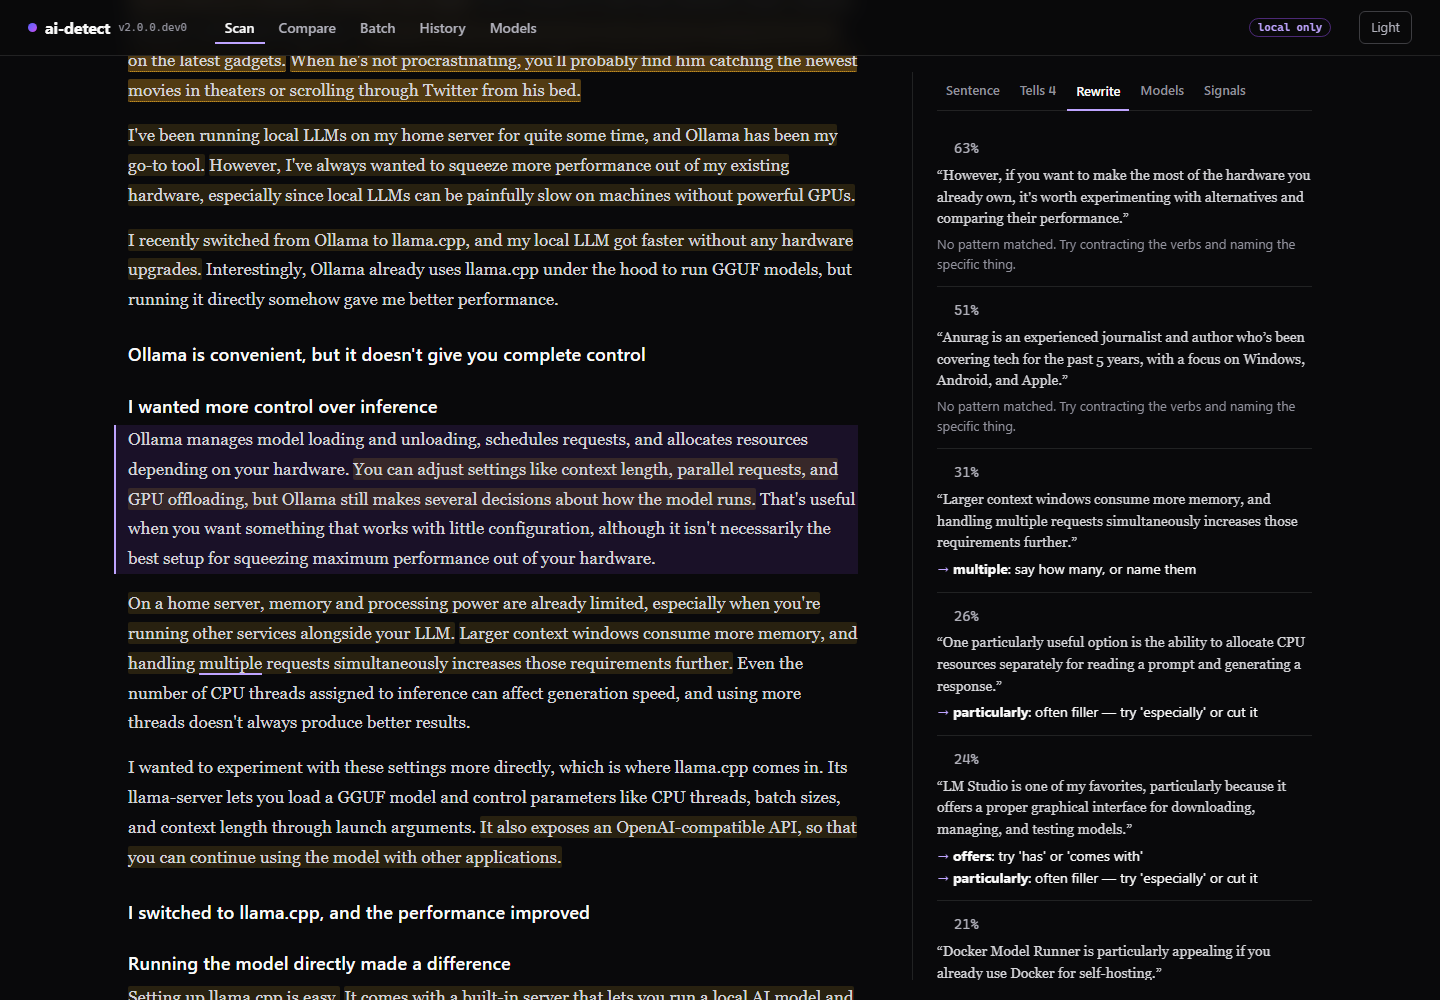 ai-detect v2.0.0.dev0 Scan Compare Batch History Models local only Light
on the latest gadgets. When he's not procrastinating, you'll probably find him catching the newest
movies in theaters or scrolling through Twitter from his bed.
I've been running local LLMs on my home server for quite some time, and Ollama has been my
go-to tool. However, I've always wanted to squeeze more performance out of my existing
hardware, especially since local LLMs can be painfully slow on machines without powerful GPUs.
I recently switched from Ollama to llama.cpp, and my local LLM got faster without any hardware
upgrades. Interestingly, Ollama already uses llama.cpp under the hood to run GGUF models, but
running it directly somehow gave me better performance.
Ollama is convenient, but it doesn't give you complete control
I wanted more control over inference
Ollama manages model loading and unloading, schedules requests, and allocates resources
depending on your hardware. You can adjust settings like context length, parallel requests, and
GPU offloading, but Ollama still makes several decisions about how the model runs. That's useful
when you want something that works with little configuration, although it isn't necessarily the
best setup for squeezing maximum performance out of your hardware.
On a home server, memory and processing power are already limited, especially when you're
running other services alongside your LLM. Larger context windows consume more memory, and
handling multiple requests simultaneously increases those requirements further. Even the
number of CPU threads assigned to inference can affect generation speed, and using more
threads doesn't always produce better results.
I wanted to experiment with these settings more directly, which is where llama.cpp comes in. Its
llama-server lets you load a GGUF model and control parameters like CPU threads, batch sizes,
and context length through launch arguments. It also exposes an OpenAI-compatible API, so that
you can continue using the model with other applications.
I switched to llama.cpp, and the performance improved
Running the model directly made a difference
Setting up llama.cpp is easy. It comes with a built-in server that lets you run a local AI model and
Sentence Tells 4 Rewrite Models Signals
63%
“However, if you want to make the most of the hardware you
already own, it's worth experimenting with alternatives and
comparing their performance.”
No pattern matched. Try contracting the verbs and naming the
specific thing.
51%
“Anurag is an experienced journalist and author who’s been
covering tech for the past 5 years, with a focus on Windows,
Android, and Apple.”
No pattern matched. Try contracting the verbs and naming the
specific thing.
31%
“Larger context windows consume more memory, and
handling multiple requests simultaneously increases those
requirements further.”
→ multiple: say how many, or name them
26%
“One particularly useful option is the ability to allocate CPU
resources separately for reading a prompt and generating a
response.”
→ particularly: often filler — try 'especially' or cut it
24%
“LM Studio is one of my favorites, particularly because it
offers a proper graphical interface for downloading,
managing, and testing models.”
→ offers: try 'has' or 'comes with'
→ particularly: often filler — try 'especially' or cut it
21%
“Docker Model Runner is particularly appealing if you
already use Docker for self-hosting.”